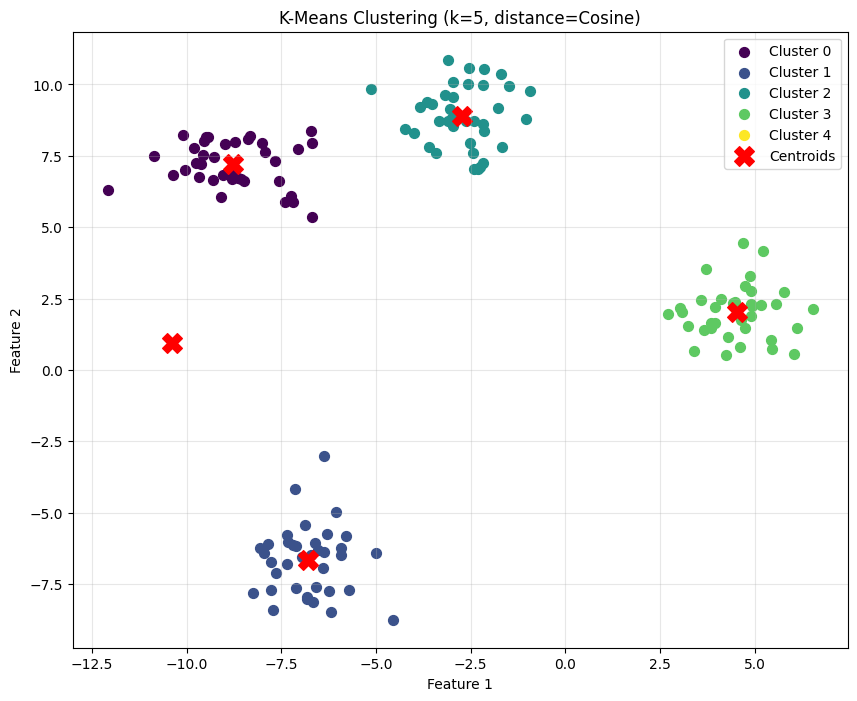 K-Means Clustering (k=5, distance=Cosine)
Cluster 0
Cluster 1
Cluster 2
Cluster 3
Cluster 4
Centroids
Feature 2
10.0
7.5
5.0
2.5
0.0
−2.5
−5.0
−7.5
−12.5 −10.0 −7.5 −5.0 −2.5 0.0 2.5 5.0
Feature 1